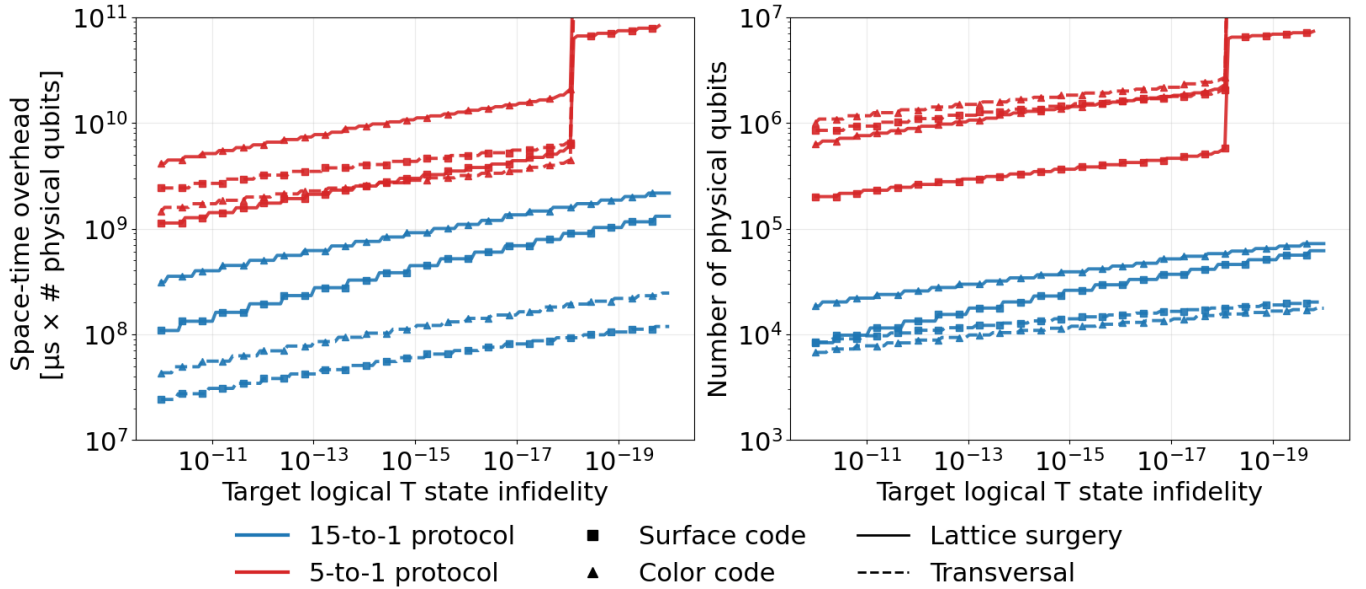 Space-time overhead
[μs × # physical qubits]
10^11
10^10
10^9
10^8
10^7
10^−11 10^−13 10^−15 10^−17 10^−19
Target logical T state infidelity
Number of physical qubits
10^7
10^6
10^5
10^4
10^3
10^−11 10^−13 10^−15 10^−17 10^−19
Target logical T state infidelity
15-to-1 protocol Surface code Lattice surgery
5-to-1 protocol Color code Transversal